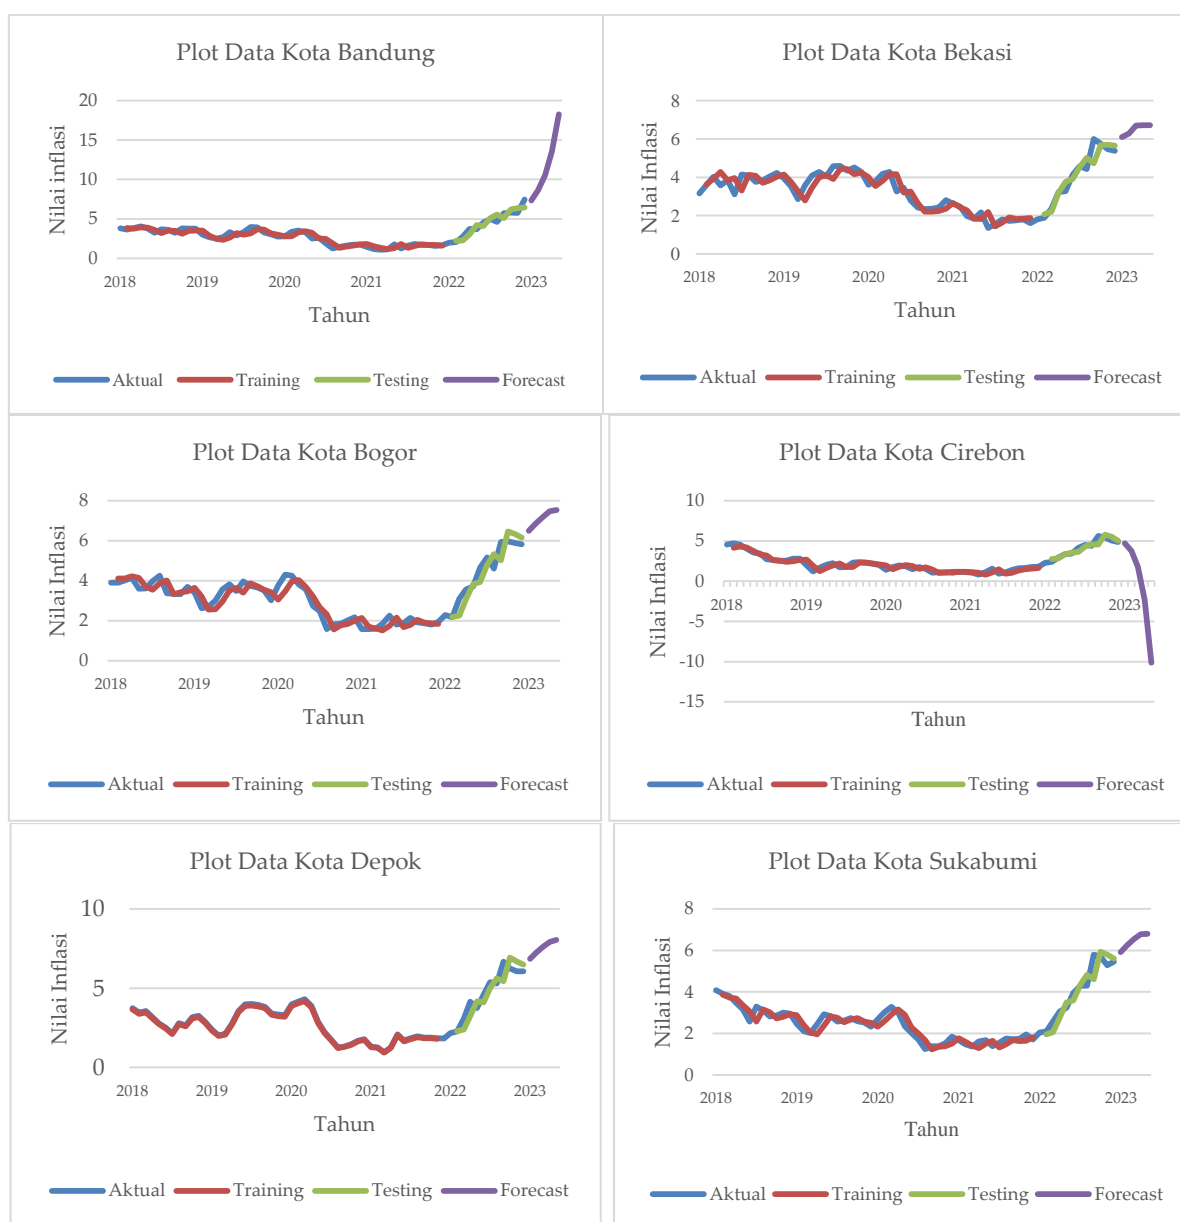 Plot Data Kota Bandung
Nilai inflasi
20
15
10
5
0
2018 2019 2020 2021 2022 2023
Tahun
Aktual Training Testing Forecast
Plot Data Kota Bekasi
Nilai Inflasi
8
6
4
2
0
2018 2019 2020 2021 2022 2023
Tahun
Aktual Training Testing Forecast
Plot Data Kota Bogor
Nilai Inflasi
8
6
4
2
0
2018 2019 2020 2021 2022 2023
Tahun
Aktual Training Testing Forecast
Plot Data Kota Cirebon
Nilai Inflasi
10
5
0
-5
-10
-15
2018 2019 2020 2021 2022 2023
Tahun
Aktual Training Testing Forecast
Plot Data Kota Depok
Nilai Inflasi
10
5
0
2018 2019 2020 2021 2022 2023
Tahun
Aktual Training Testing Forecast
Plot Data Kota Sukabumi
Nilai Inflasi
8
6
4
2
0
2018 2019 2020 2021 2022 2023
Tahun
Aktual Training Testing Forecast